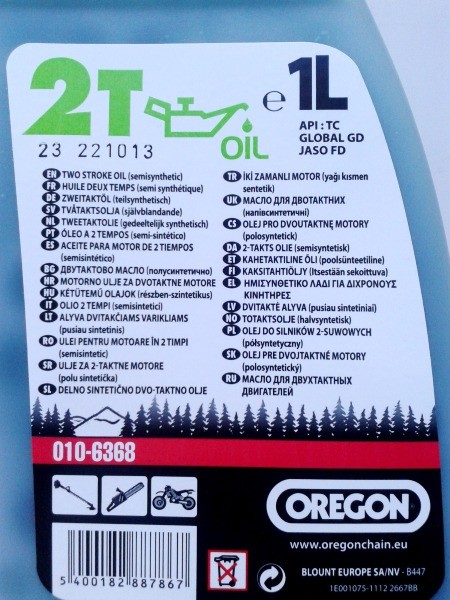 2T
OIL
e 1L
API : TC
GLOBAL GD
JASO FD
23 221013
EN TWO STROKE OIL (semisynthetic)
FR HUILE DEUX TEMPS (semi synthétique)
DE ZWEITAKTÖL (teilsynthetisch)
SV TVÅTAKTSOLJA (självblandande)
NL TWEETAKTOLIE (gedeeltelijk synthetisch)
PT ÓLEO A 2 TEMPOS (semi-sintético)
ES ACEITE PARA MOTOR DE 2 TIEMPOS
(semisintético)
BG ДВУТАКТОВО МАСЛО (полусинтетично)
HR MOTORNO ULJE ZA DVOTAKTNE MOTORE
HU KÉTÜTEMŰ OLAJOK (részben-szintetikus)
IT OLIO 2 TEMPI (semisintetici)
LT ALYVA DVITAKČIAMS VARIKLIAMS
(pusiau sintetinis)
RO ULEI PENTRU MOTOARE ÎN 2 TIMPI
(semisintetic)
SR ULJE ZA 2-TAKTNE MOTORE
(polu sintetička)
SL DELNO SINTETIČNO DVO-TAKTNO OLJE
TR İKİ ZAMANLI MOTOR (yağı kısmen
sentetik)
UK МАСЛО ДЛЯ ДВОТАКТНИХ
(напівсинтетичні)
CS OLEJ PRO DVOUTAKTNÉ MOTORY
(polosyntetický)
DA 2-TAKTS OLIE (semisyntetisk)
ET KAHETAKTILINE ÕLI (poolsünteetiline)
FI KAKSITAHTIÖLJY (Itsestään sekoittuva)
EL ΗΜΙΣΥΝΘΕΤΙΚΟ ΛΑΔΙ ΓΙΑ ΔΙΧΡΟΝΟΥΣ
ΚΙΝΗΤΗΡΕΣ
LV DVITAKTĒ ALYVA (pusiau sintetiniai)
NO TOTAKTSOLJE (halvsyntetisk)
PL OLEJ DO SILNIKÓW 2-SUWOWYCH
(półsyntetyczny)
SK OLEJ PRE DVOJTAKTNÉ MOTORY
(polosyntetický)
RU МАСЛО ДЛЯ ДВУХТАКТНЫХ
ДВИГАТЕЛЕЙ
010-6368
OREGON
www.oregonchain.eu
BLOUNT EUROPE SA/NV - B447
1E001075-1112 2667BB
5 400182 887867